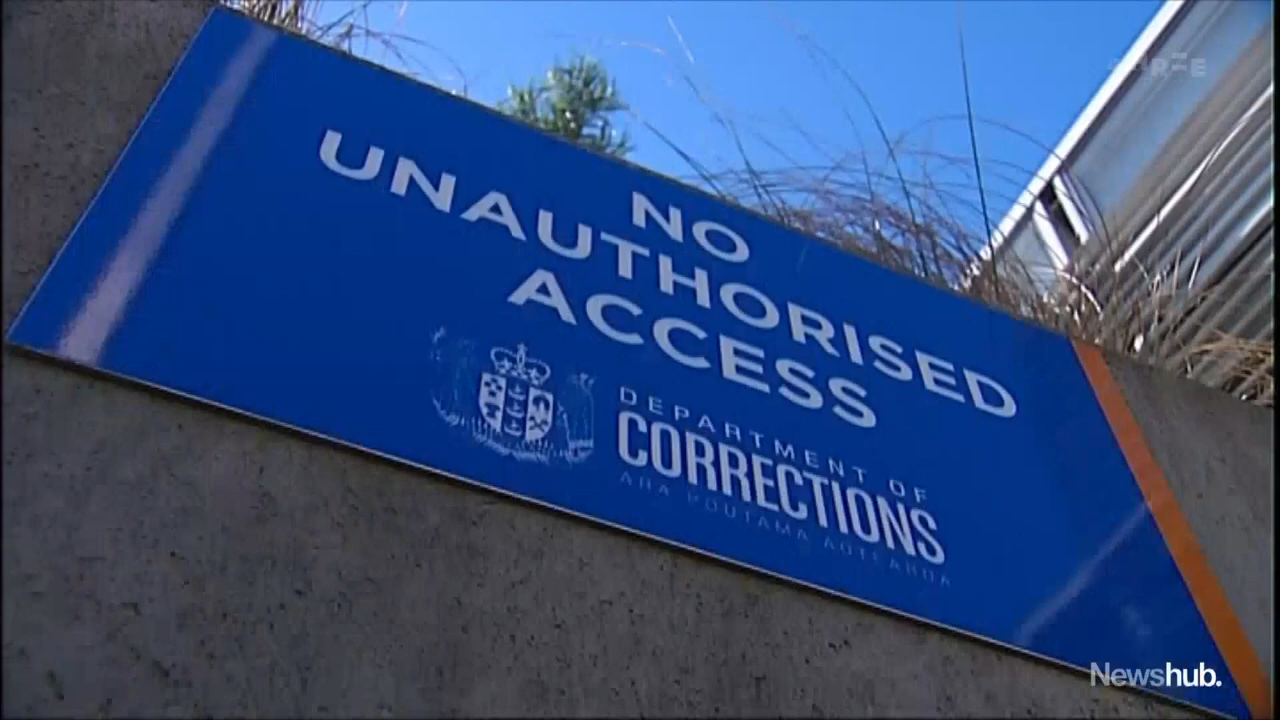 NO
UNAUTHORISED
ACCESS
DEPARTMENT OF
CORRECTIONS
ARA POUTAMA AOTEAROA
Newshub.